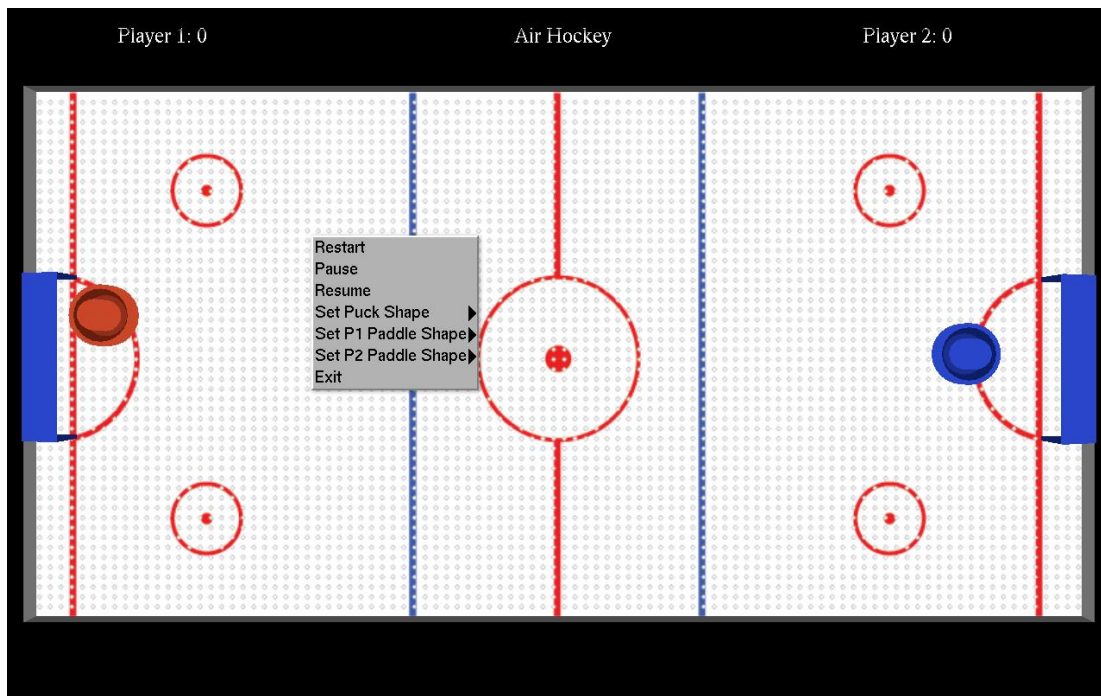 Player 1: 0
Air Hockey
Player 2: 0
Restart
Pause
Resume
Set Puck Shape
Set P1 Paddle Shape
Set P2 Paddle Shape
Exit